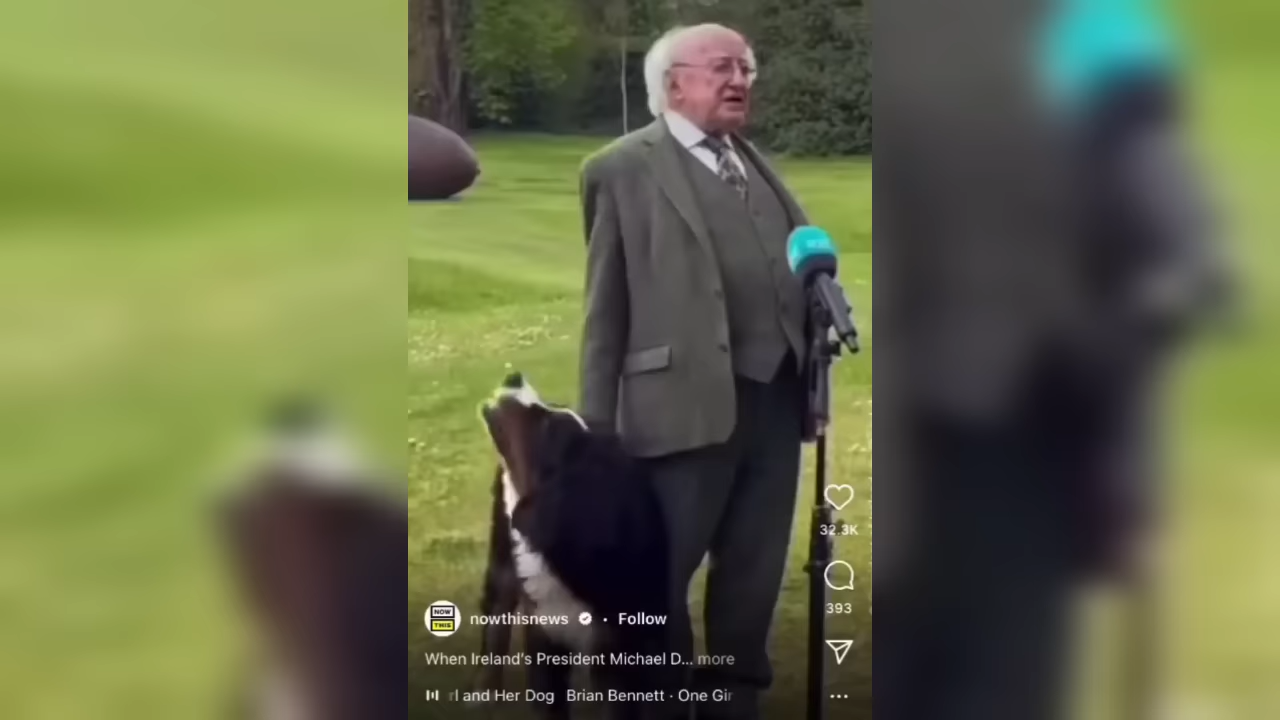 32.3K
393
NOW
THIS
nowthisnews · Follow
When Ireland's President Michael D... more
rl and Her Dog Brian Bennett · One Gir